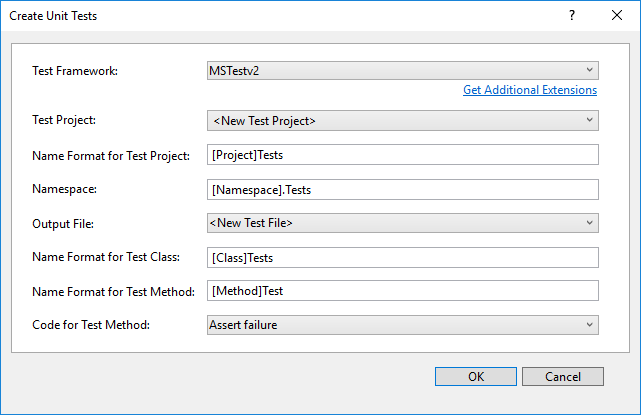 Create Unit Tests
?
Test Framework: MSTestv2
Get Additional Extensions
Test Project: <New Test Project>
Name Format for Test Project: [Project]Tests
Namespace: [Namespace].Tests
Output File: <New Test File>
Name Format for Test Class: [Class]Tests
Name Format for Test Method: [Method]Test
Code for Test Method: Assert failure
OK Cancel